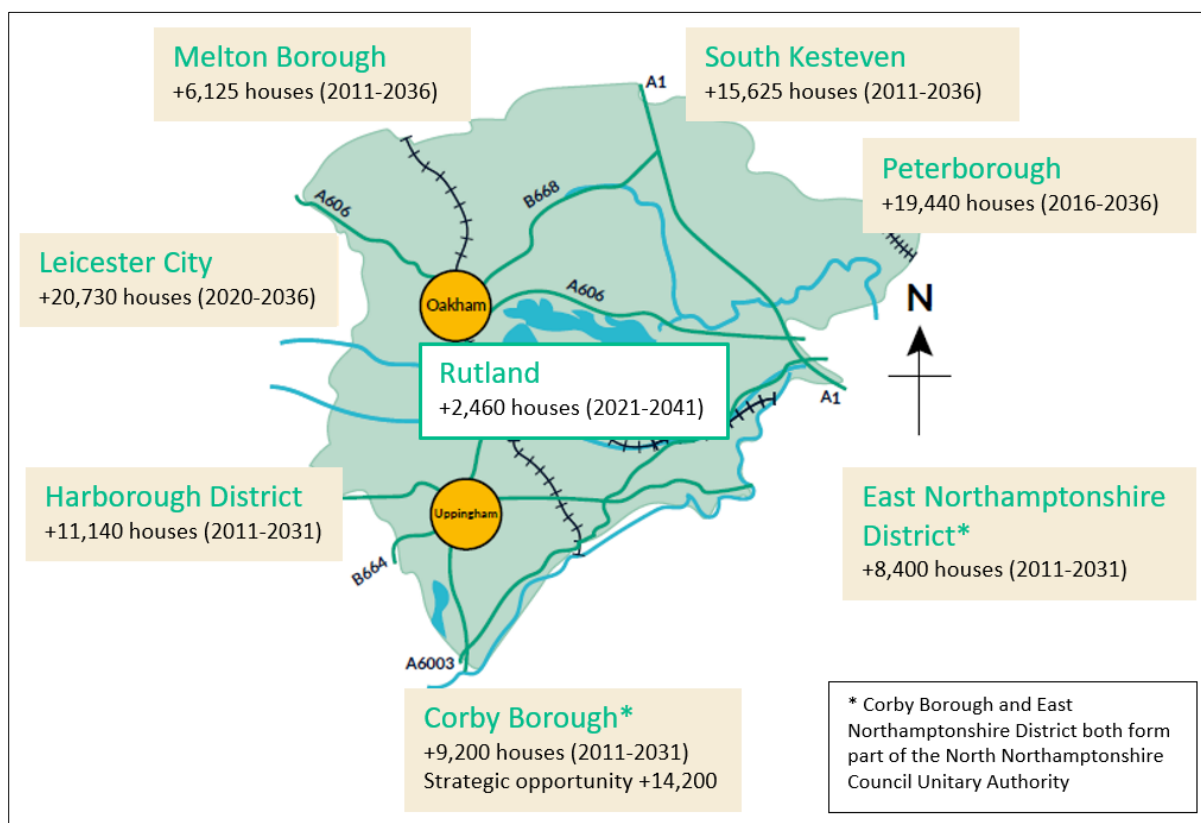 Melton Borough
+6,125 houses (2011-2036)
South Kesteven
+15,625 houses (2011-2036)
A1
Peterborough
+19,440 houses (2016-2036)
B668
A606
Leicester City
+20,730 houses (2020-2036)
Oakham
A606
N
Rutland
+2,460 houses (2021-2041)
A1
Harborough District
+11,140 houses (2011-2031)
Uppingham
East Northamptonshire
District*
+8,400 houses (2011-2031)
B664
A6003
Corby Borough*
+9,200 houses (2011-2031)
Strategic opportunity +14,200
* Corby Borough and East
Northamptonshire District both form
part of the North Northamptonshire
Council Unitary Authority